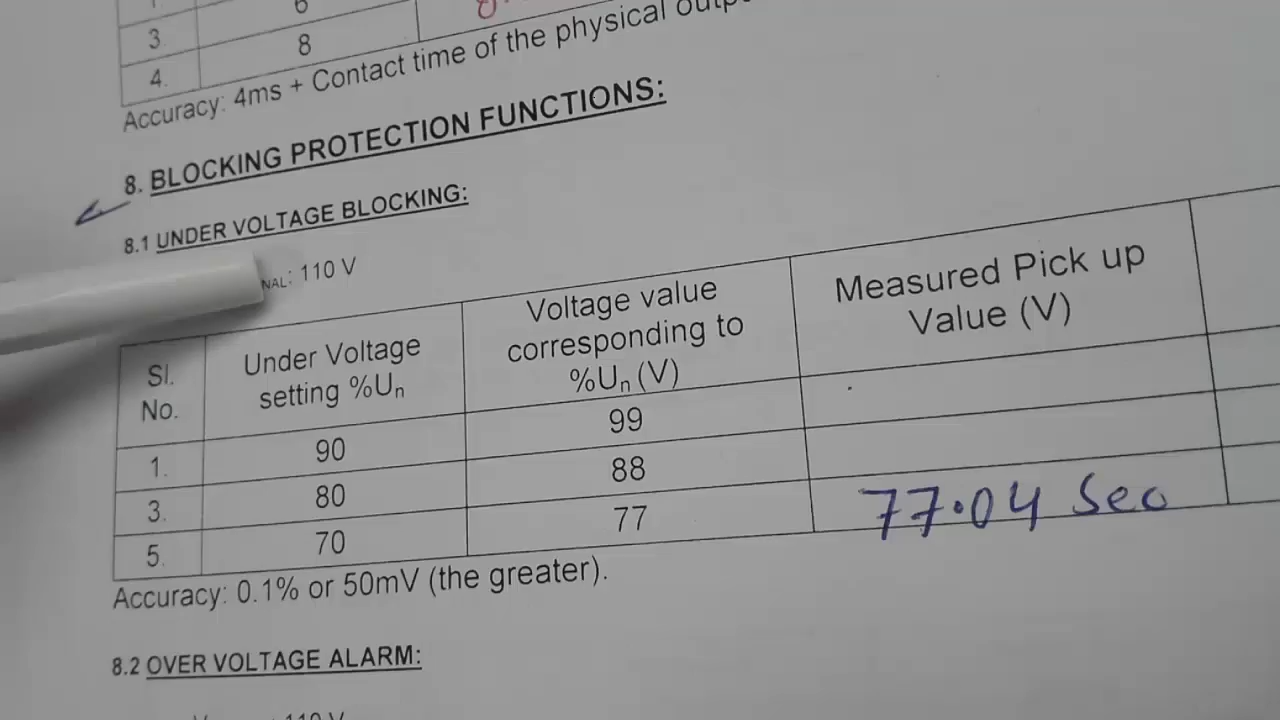 6
3. 8
4.
Accuracy: 4ms + Contact time of the physical
8. BLOCKING PROTECTION FUNCTIONS:
8.1 UNDER VOLTAGE BLOCKING:
NAL: 110 V
Sl. No. Under Voltage setting %Un Voltage value corresponding to %Un (V) Measured Pick up Value (V)
1. 90 99
3. 80 88
5. 70 77 77.04 Sec
Accuracy: 0.1% or 50mV (the greater).
8.2 OVER VOLTAGE ALARM:
110 V